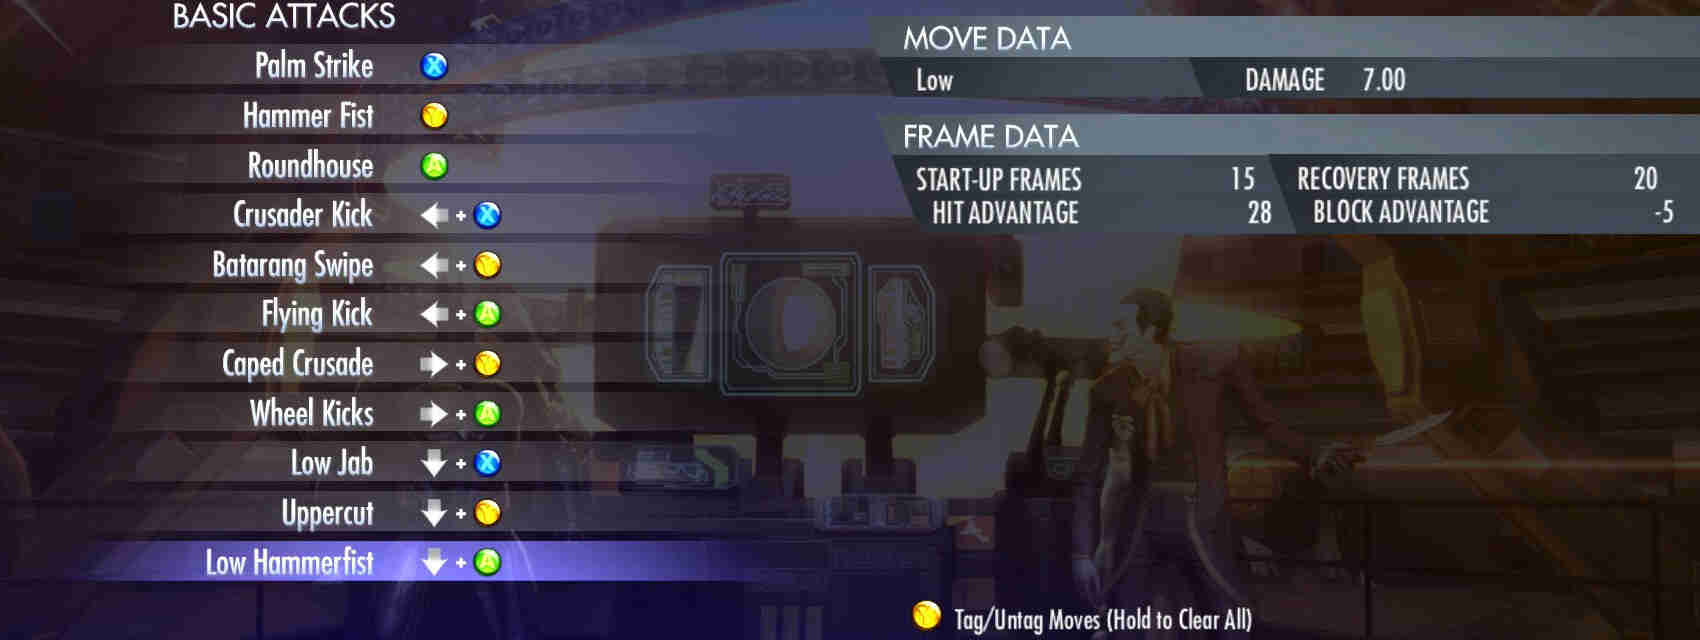 BASIC ATTACKS
Palm Strike X
Hammer Fist Y
Roundhouse A
Crusader Kick + X
Batarang Swipe + Y
Flying Kick + A
Caped Crusade + Y
Wheel Kicks + A
Low Jab + X
Uppercut + Y
Low Hammerfist + A
MOVE DATA
Low DAMAGE 7.00
FRAME DATA
START-UP FRAMES 15 RECOVERY FRAMES 20
HIT ADVANTAGE 28 BLOCK ADVANTAGE -5
Y Tag/Untag Moves (Hold to Clear All)